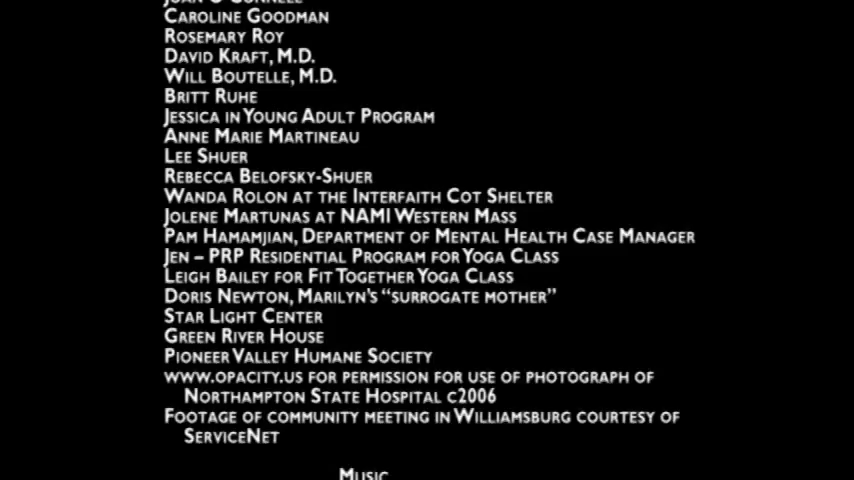 Joan O'Connell
Caroline Goodman
Rosemary Roy
David Kraft, M.D.
Will Boutelle, M.D.
Britt Ruhe
Jessica in Young Adult Program
Anne Marie Martineau
Lee Shuer
Rebecca Belofsky-Shuer
Wanda Rolon at the Interfaith Cot Shelter
Jolene Martunas at NAMI Western Mass
Pam Hamamjian, Department of Mental Health Case Manager
Jen – PRP Residential Program for Yoga Class
Leigh Bailey for Fit Together Yoga Class
Doris Newton, Marilyn's "surrogate mother"
Star Light Center
Green River House
Pioneer Valley Humane Society
www.opacity.us for permission for use of photograph of
Northampton State Hospital c2006
Footage of community meeting in Williamsburg courtesy of
ServiceNet
Music